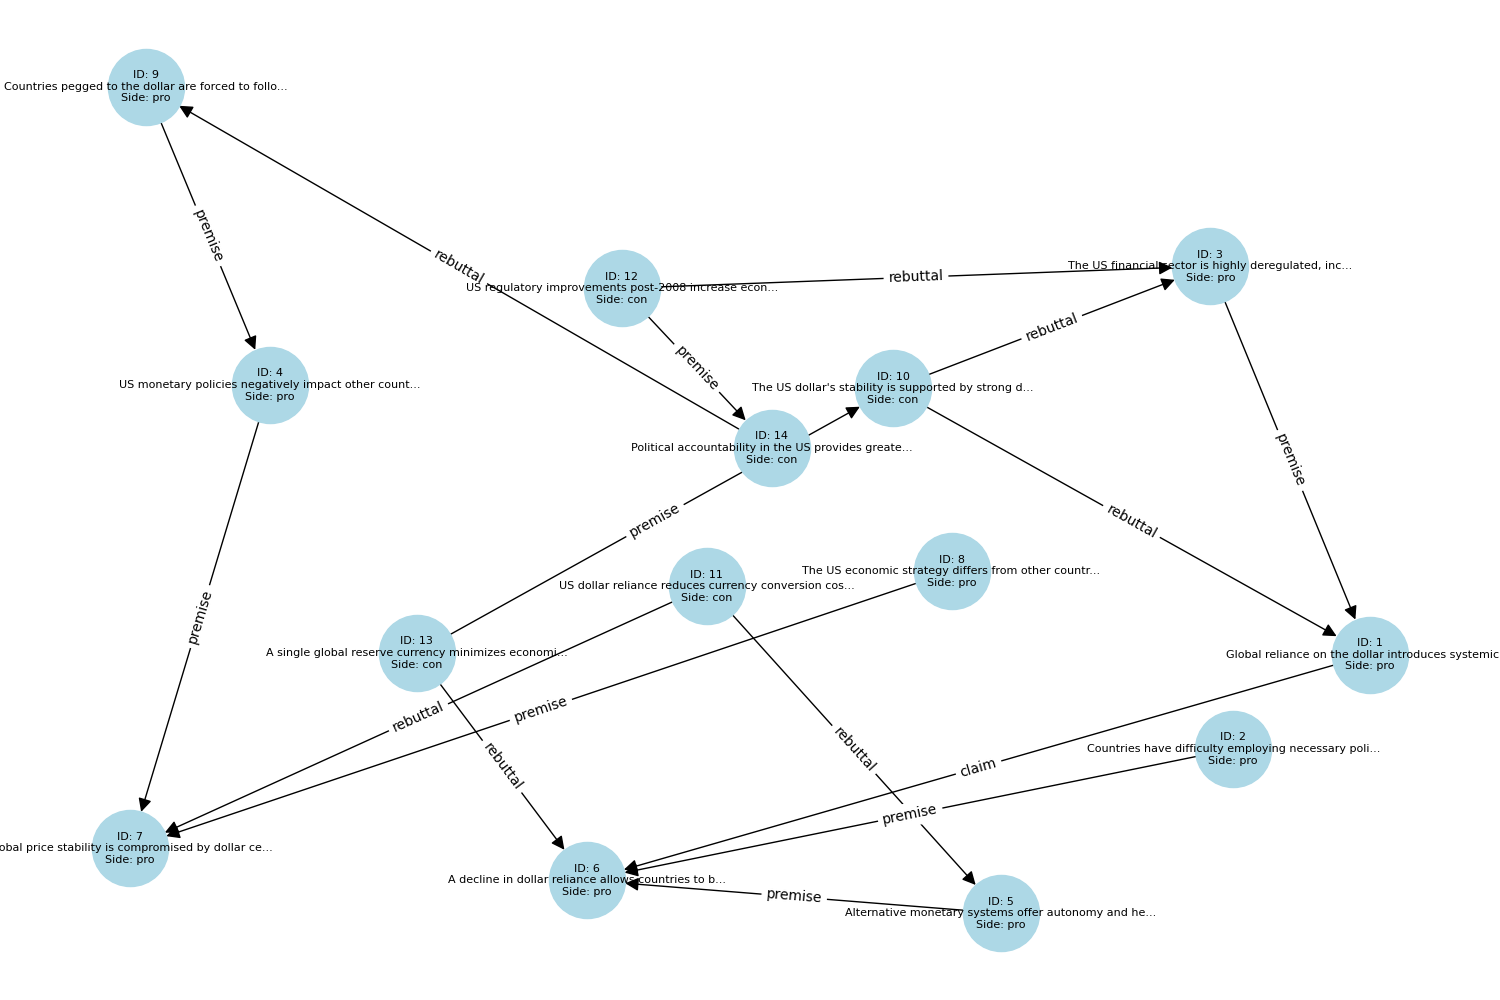 ID: 9
Countries pegged to the dollar are forced to follo...
Side: pro
premise
rebuttal
ID: 12
US regulatory improvements post-2008 increase econ...
Side: con
rebuttal
ID: 3
The US financial sector is highly deregulated, inc...
Side: pro
rebuttal
premise
ID: 4
US monetary policies negatively impact other count...
Side: pro
ID: 10
The US dollar's stability is supported by strong d...
Side: con
ID: 14
Political accountability in the US provides greate...
Side: con
premise
premise
rebuttal
ID: 8
The US economic strategy differs from other countr...
Side: pro
ID: 11
US dollar reliance reduces currency conversion cos...
Side: con
premise
ID: 13
A single global reserve currency minimizes economi...
Side: con
ID: 1
Global reliance on the dollar introduces systemic
Side: pro
rebuttal
premise
rebuttal
rebuttal
claim
ID: 2
Countries have difficulty employing necessary poli...
Side: pro
premise
ID: 7
obal price stability is compromised by dollar ce...
Side: pro
ID: 6
A decline in dollar reliance allows countries to b...
Side: pro
premise
ID: 5
Alternative monetary systems offer autonomy and he...
Side: pro